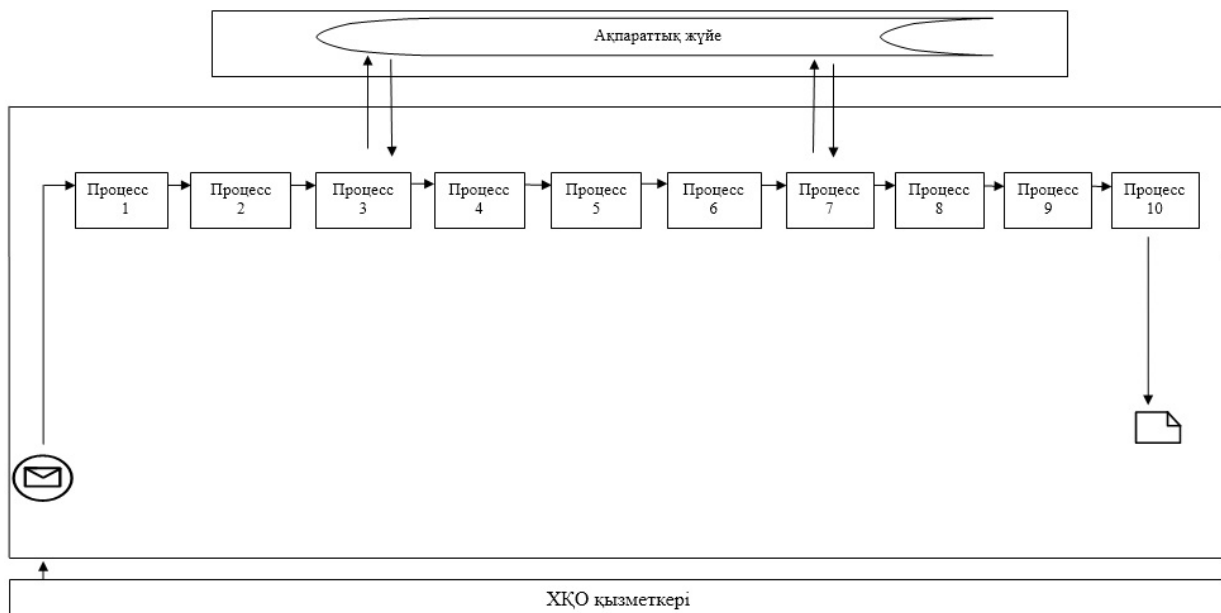 Ақпараттық жүйе
Процесс
1
Процесс
2
Процесс
3
Процесс
4
Процесс
5
Процесс
6
Процесс
7
Процесс
8
Процесс
9
Процесс
10
ХҚО қызметкері